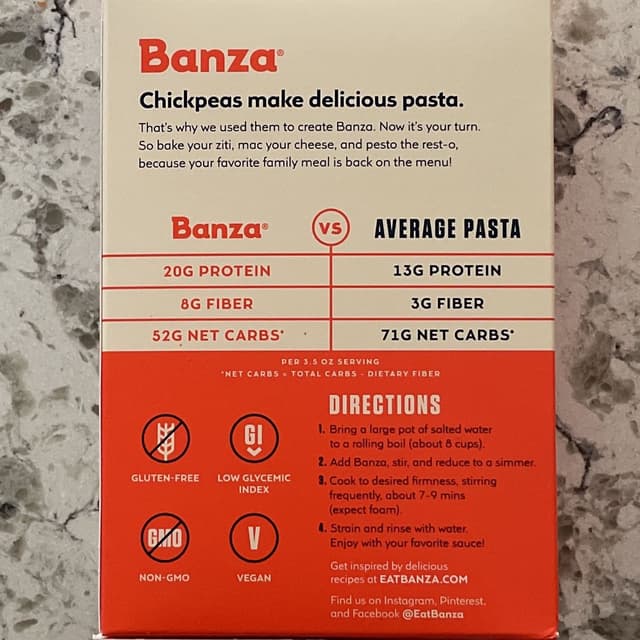 Banza®
Chickpeas make delicious pasta.
That's why we used them to create Banza. Now it's your turn.
So bake your ziti, mac your cheese, and pesto the rest-o,
because your favorite family meal is back on the menu!
Banza® VS AVERAGE PASTA
20G PROTEIN 13G PROTEIN
8G FIBER 3G FIBER
52G NET CARBS* 71G NET CARBS*
PER 3.5 OZ SERVING
*NET CARBS = TOTAL CARBS - DIETARY FIBER
GLUTEN-FREE
GI
LOW GLYCEMIC
INDEX
GMO
NON-GMO
V
VEGAN
DIRECTIONS
1. Bring a large pot of salted water
to a rolling boil (about 8 cups).
2. Add Banza, stir, and reduce to a simmer.
3. Cook to desired firmness, stirring
frequently, about 7-9 mins
(expect foam).
4. Strain and rinse with water.
Enjoy with your favorite sauce!
Get inspired by delicious
recipes at EATBANZA.COM
Find us on Instagram, Pinterest,
and Facebook @EatBanza